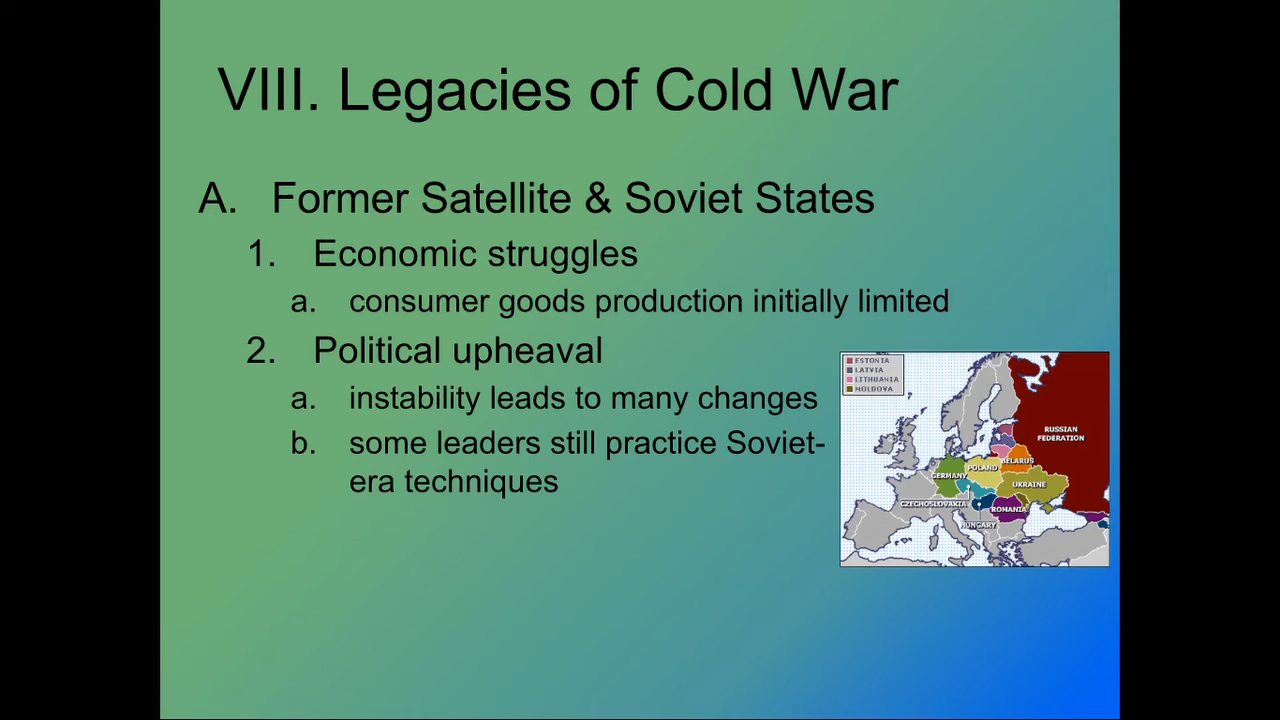 VIII. Legacies of Cold War
A. Former Satellite & Soviet States
1. Economic struggles
a. consumer goods production initially limited
2. Political upheaval
a. instability leads to many changes
b. some leaders still practice Soviet-
era techniques
ESTONIA
LATVIA
LITHUANIA
MOLDOVA
RUSSIAN
FEDERATION
BELARUS
POLAND
GERMANY
UKRAINE
CZECHOSLOVAKIA
ROMANIA
HUNGARY